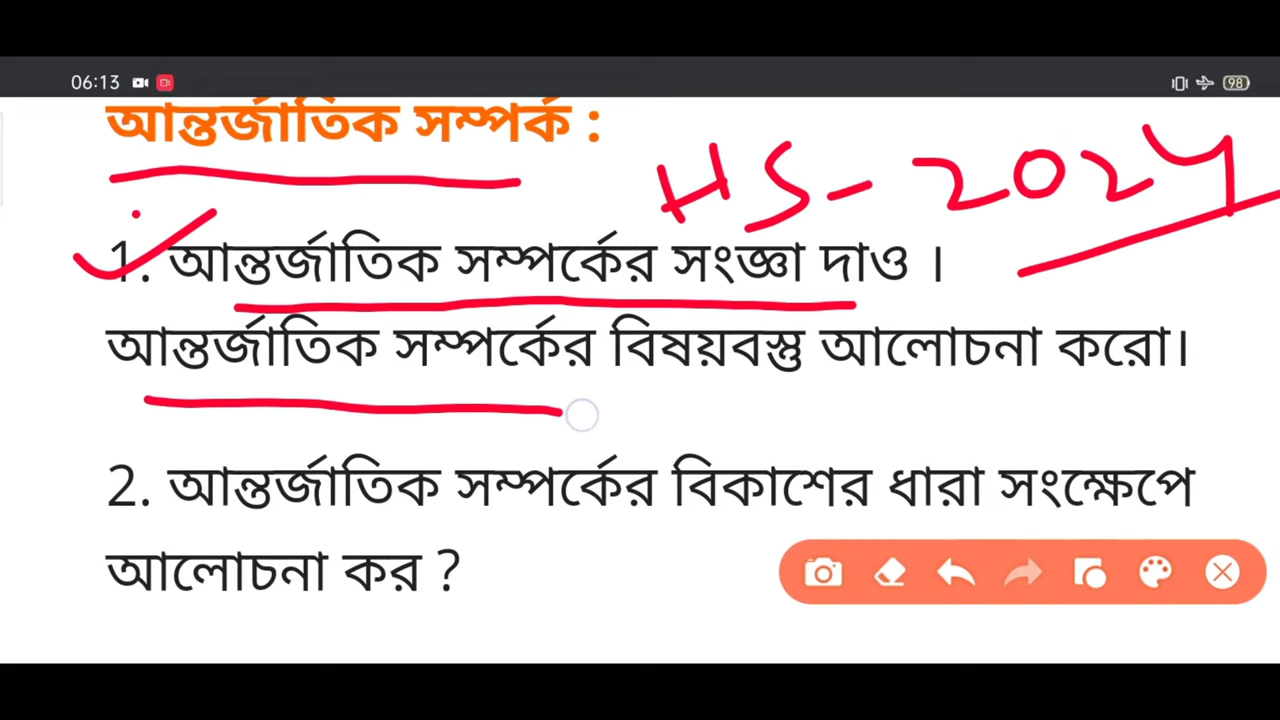 06:13
98
আন্তর্জাতিক সম্পর্ক :
HS-2024
1. আন্তর্জাতিক সম্পর্কের সংজ্ঞা দাও ।
আন্তর্জাতিক সম্পর্কের বিষয়বস্তু আলোচনা করো।
2. আন্তর্জাতিক সম্পর্কের বিকাশের ধারা সংক্ষেপে
আলোচনা কর ?